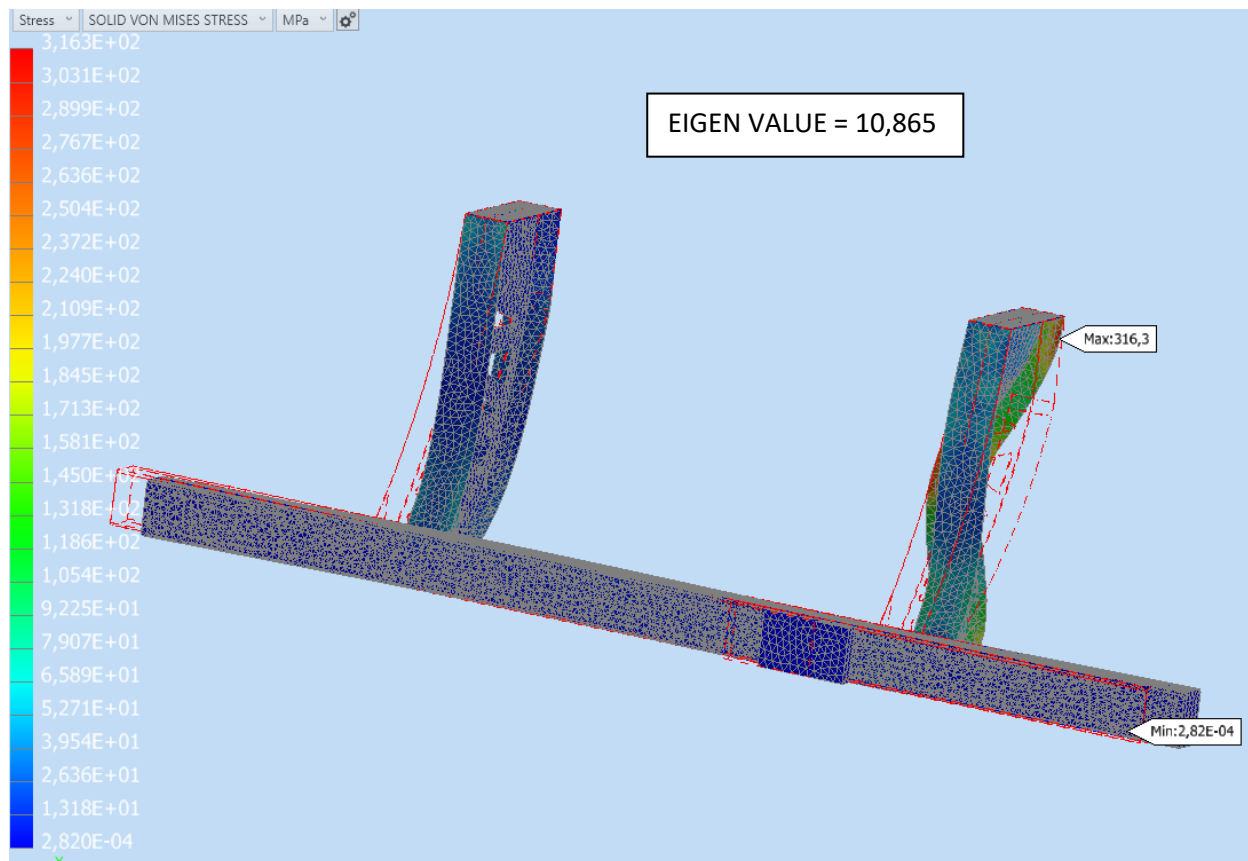 Stress SOLID VON MISES STRESS MPa
3,163E+02
3,031E+02
2,899E+02
2,767E+02
2,636E+02
2,504E+02
2,372E+02
2,240E+02
2,109E+02
1,977E+02
1,845E+02
1,713E+02
1,581E+02
1,450E+02
1,318E+02
1,186E+02
1,054E+02
9,225E+01
7,907E+01
6,589E+01
5,271E+01
3,954E+01
2,636E+01
1,318E+01
2,820E-04
EIGEN VALUE = 10,865
Max:316,3
Min:2,82E-04